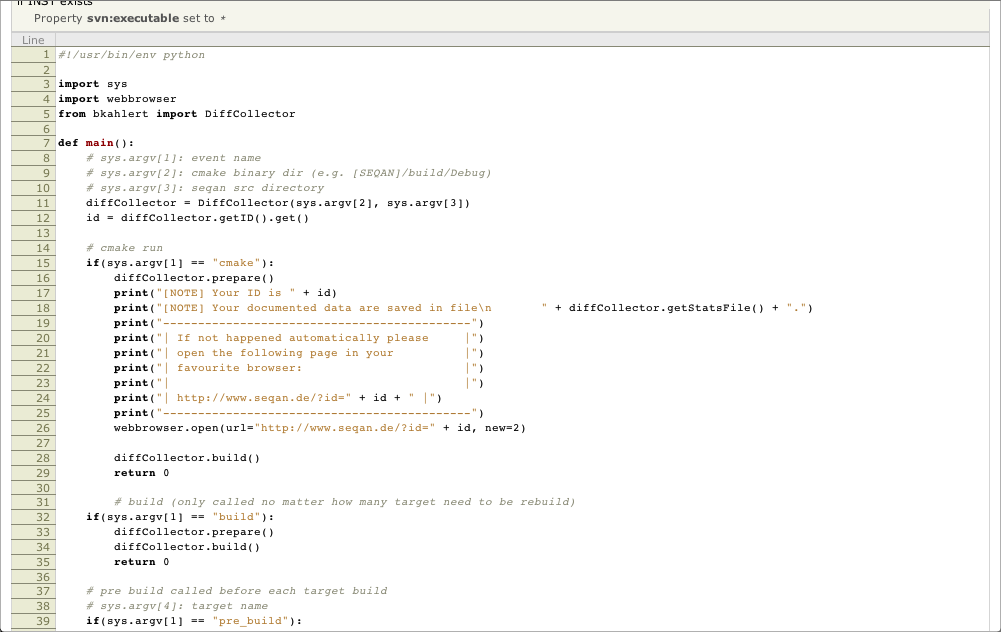 if INST exists
Property svn:executable set to *
Line
1 #!/usr/bin/env python
2
3 import sys
4 import webbrowser
5 from bkahlert import DiffCollector
6
7 def main():
8     # sys.argv[1]: event name
9     # sys.argv[2]: cmake binary dir (e.g. [SEQAN]/build/Debug)
10     # sys.argv[3]: seqan src directory
11     diffCollector = DiffCollector(sys.argv[2], sys.argv[3])
12     id = diffCollector.getID().get()
13
14     # cmake run
15     if(sys.argv[1] == "cmake"):
16         diffCollector.prepare()
17         print("[NOTE] Your ID is " + id)
18         print("[NOTE] Your documented data are saved in file\n       " + diffCollector.getStatsFile() + ".")
19         print("--------------------------------------------")
20         print("| If not happened automatically please     |")
21         print("| open the following page in your          |")
22         print("| favourite browser:                       |")
23         print("|                                          |")
24         print("| http://www.seqan.de/?id=" + id + " |")
25         print("--------------------------------------------")
26         webbrowser.open(url="http://www.seqan.de/?id=" + id, new=2)
27
28         diffCollector.build()
29         return 0
30
31         # build (only called no matter how many target need to be rebuild)
32     if(sys.argv[1] == "build"):
33         diffCollector.prepare()
34         diffCollector.build()
35         return 0
36
37     # pre build called before each target build
38     # sys.argv[4]: target name
39     if(sys.argv[1] == "pre_build"):